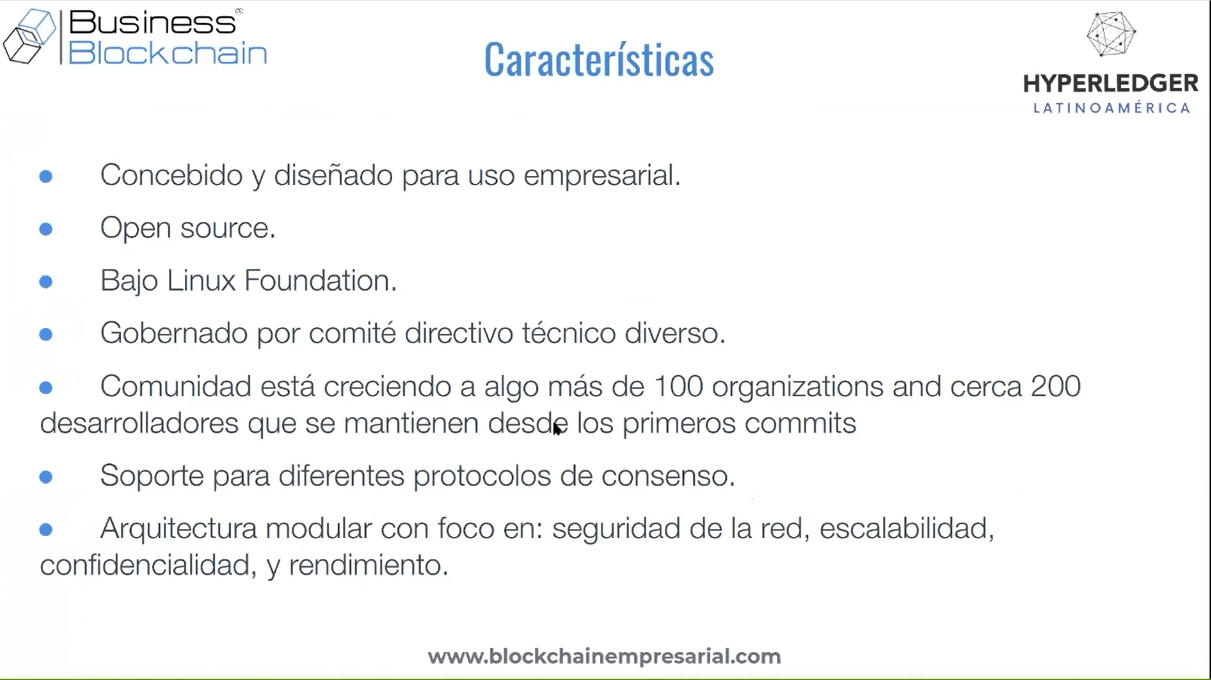 Business®
Blockchain
Características
HYPERLEDGER
LATINOAMÉRICA
● Concebido y diseñado para uso empresarial.
● Open source.
● Bajo Linux Foundation.
● Gobernado por comité directivo técnico diverso.
● Comunidad está creciendo a algo más de 100 organizations and cerca 200
desarrolladores que se mantienen desde los primeros commits
● Soporte para diferentes protocolos de consenso.
● Arquitectura modular con foco en: seguridad de la red, escalabilidad,
confidencialidad, y rendimiento.
www.blockchainempresarial.com